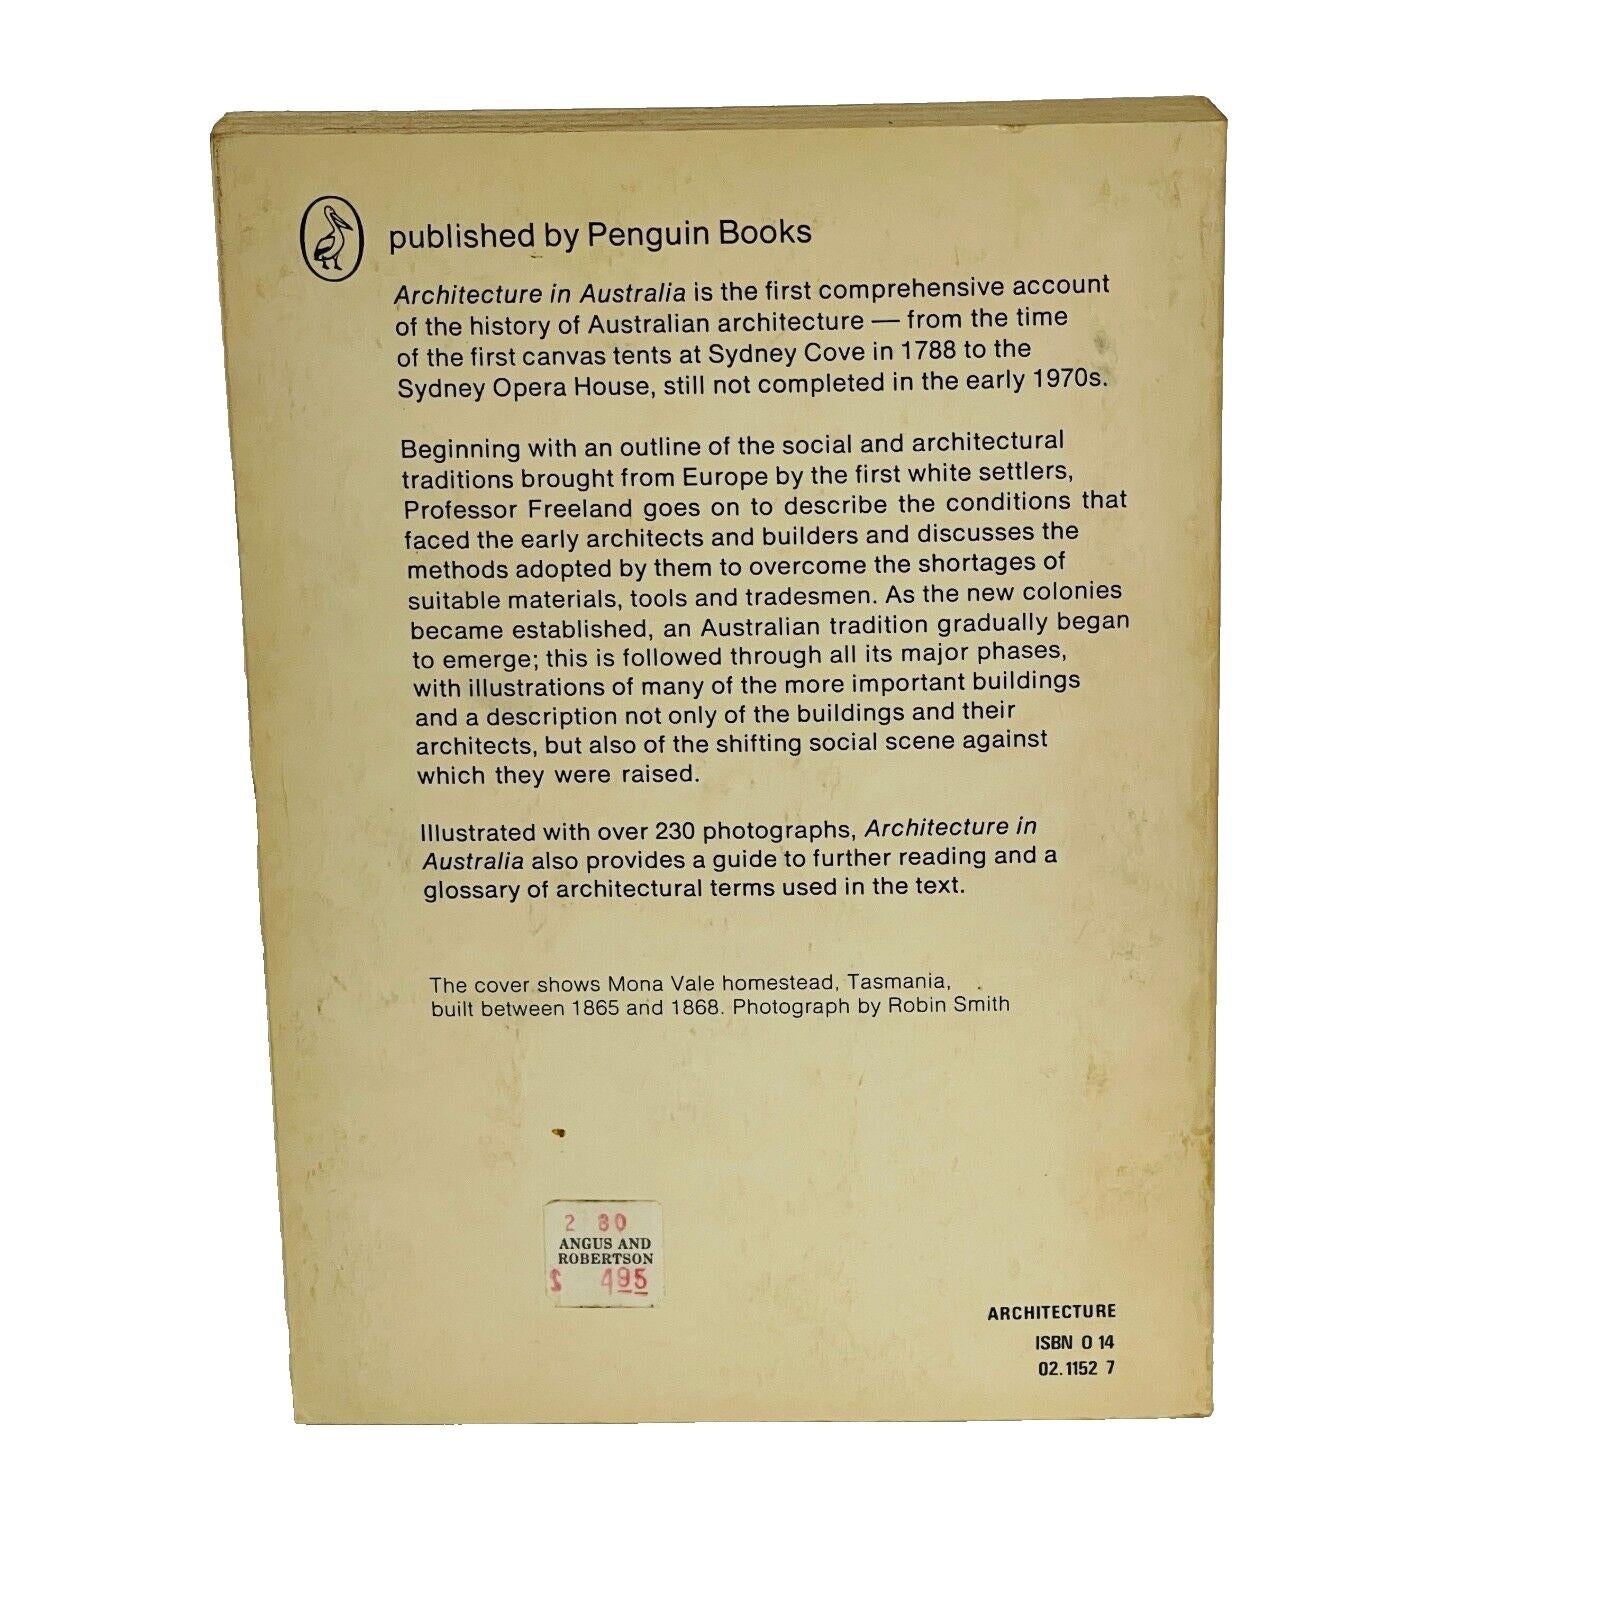 published by Penguin Books
Architecture in Australia is the first comprehensive account
of the history of Australian architecture — from the time
of the first canvas tents at Sydney Cove in 1788 to the
Sydney Opera House, still not completed in the early 1970s.
Beginning with an outline of the social and architectural
traditions brought from Europe by the first white settlers,
Professor Freeland goes on to describe the conditions that
faced the early architects and builders and discusses the
methods adopted by them to overcome the shortages of
suitable materials, tools and tradesmen. As the new colonies
became established, an Australian tradition gradually began
to emerge; this is followed through all its major phases,
with illustrations of many of the more important buildings
and a description not only of the buildings and their
architects, but also of the shifting social scene against
which they were raised.
Illustrated with over 230 photographs, Architecture in
Australia also provides a guide to further reading and a
glossary of architectural terms used in the text.
The cover shows Mona Vale homestead, Tasmania,
built between 1865 and 1868. Photograph by Robin Smith
2 80
ANGUS AND
ROBERTSON
$ 495
ARCHITECTURE
ISBN 0 14
02.1152 7